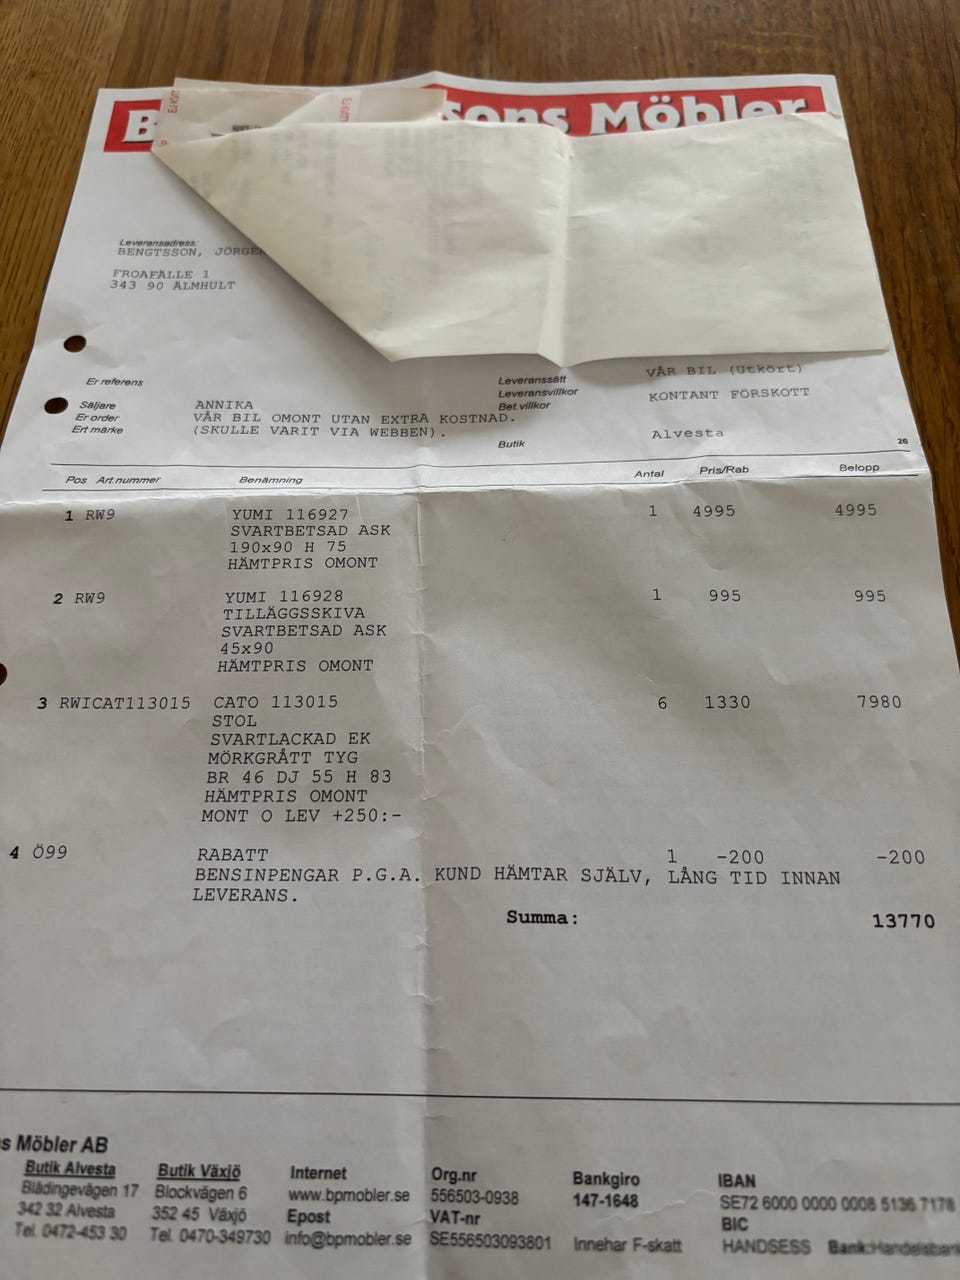 sons Möbler
EJ KVIT
EJ KVITT
Leveransadress:
BENGTSSON, JÖRGEN
FROAFÄLLE 1
343 90 ÄLMHULT
Er referens
Leveranssätt VÅR BIL (Utkört)
Leveransvillkor
Säljare ANNIKA Bet.villkor KONTANT FÖRSKOTT
Er order VÅR BIL OMONT UTAN EXTRA KOSTNAD.
Ert märke (SKULLE VARIT VIA WEBBEN).
Butik Alvesta
26
Pos Art.nummer Benämning Antal Pris/Rab Belopp
1 RW9 YUMI 116927 1 4995 4995
SVARTBETSAD ASK
190x90 H 75
HÄMTPRIS OMONT
2 RW9 YUMI 116928 1 995 995
TILLÄGGSSKIVA
SVARTBETSAD ASK
45x90
HÄMTPRIS OMONT
3 RWICAT113015 CATO 113015 6 1330 7980
STOL
SVARTLACKAD EK
MÖRKGRÅTT TYG
BR 46 DJ 55 H 83
HÄMTPRIS OMONT
MONT O LEV +250:-
4 Ö99 RABATT 1 -200 -200
BENSINPENGAR P.G.A. KUND HÄMTAR SJÄLV, LÅNG TID INNAN
LEVERANS.
Summa: 13770
s Möbler AB
Butik Alvesta Butik Växjö Internet Org.nr Bankgiro IBAN
Blädingevägen 17 Blockvägen 6 www.bpmobler.se 556503-0938 147-1648 SE72 6000 0000 0008 5136 7178
342 32 Alvesta 352 45 Växjö Epost VAT-nr BIC
Tel. 0472-453 30 Tel. 0470-349730 info@bpmobler.se SE556503093801 Innehar F-skatt HANDSESS Bank:Handelsban